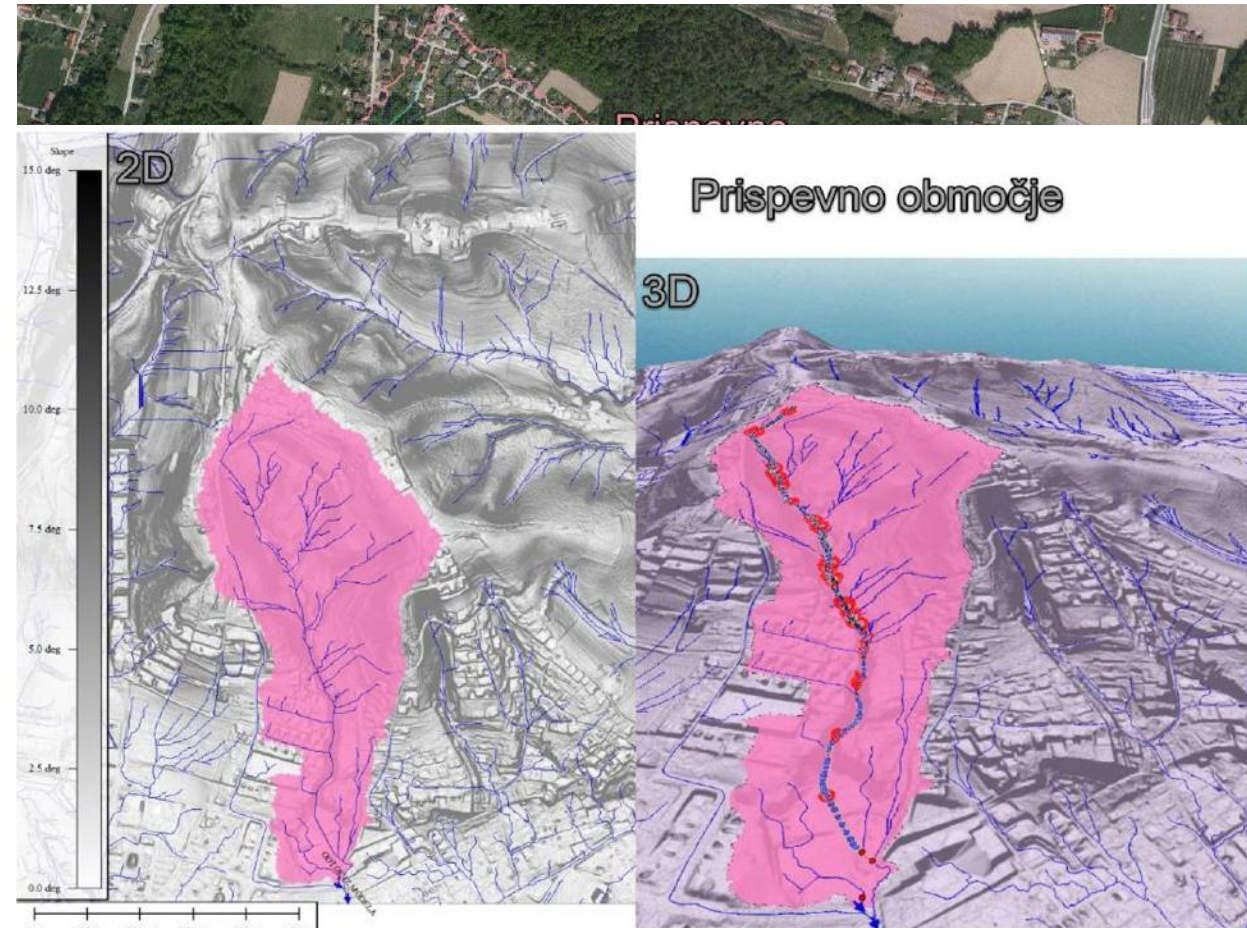 Prispevno
Slope
15.0 deg
2D
Prispevno območje
3D
12.5 deg
10.0 deg
7.5 deg
5.0 deg
2.5 deg
0.0 deg